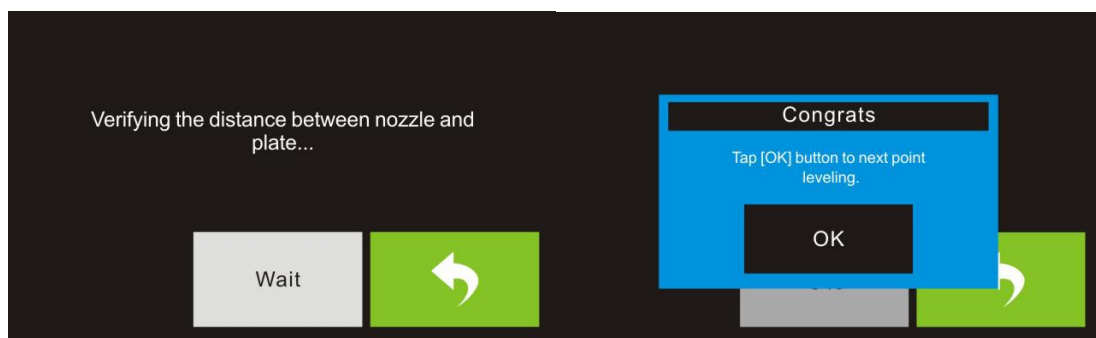 Verifying the distance between nozzle and
plate...
Wait
Congrats
Tap [OK] button to next point
leveling.
OK